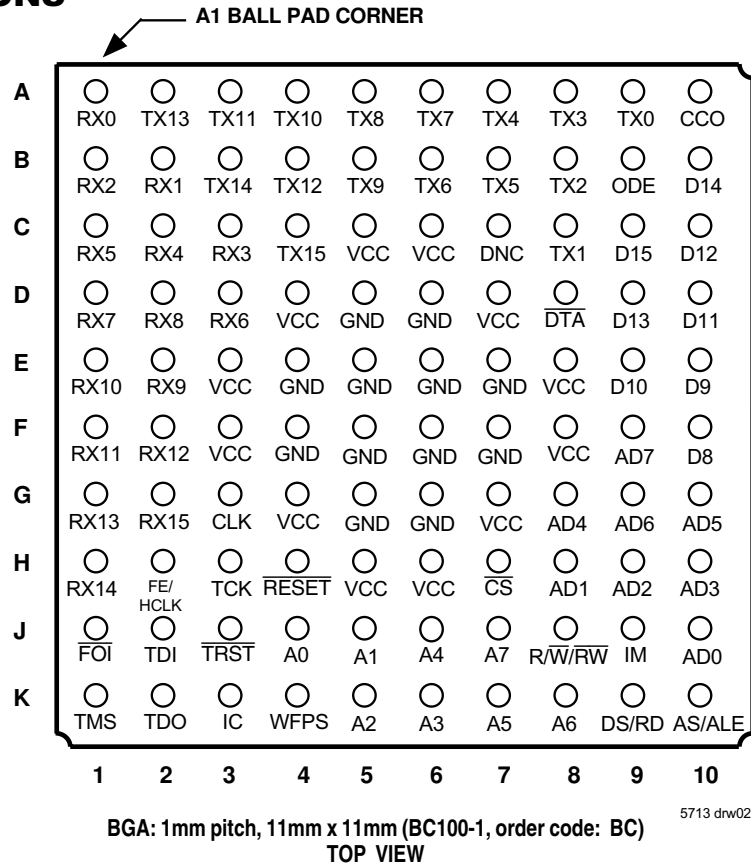 A1 BALL PAD CORNER
A
RX0 TX13 TX11 TX10 TX8 TX7 TX4 TX3 TX0 CCO
B
RX2 RX1 TX14 TX12 TX9 TX6 TX5 TX2 ODE D14
C
RX5 RX4 RX3 TX15 VCC VCC DNC TX1 D15 D12
D
RX7 RX8 RX6 VCC GND GND VCC DTA D13 D11
E
RX10 RX9 VCC GND GND GND GND VCC D10 D9
F
RX11 RX12 VCC GND GND GND GND VCC AD7 D8
G
RX13 RX15 CLK VCC GND GND VCC AD4 AD6 AD5
H
RX14 FE/ TCK RESET VCC VCC CS AD1 AD2 AD3
HCLK
J
FOI TDI TRST A0 A1 A4 A7 R/W/RW IM AD0
K
TMS TDO IC WFPS A2 A3 A5 A6 DS/RD AS/ALE
1 2 3 4 5 6 7 8 9 10
5713 drw02
BGA: 1mm pitch, 11mm x 11mm (BC100-1, order code: BC)
TOP VIEW